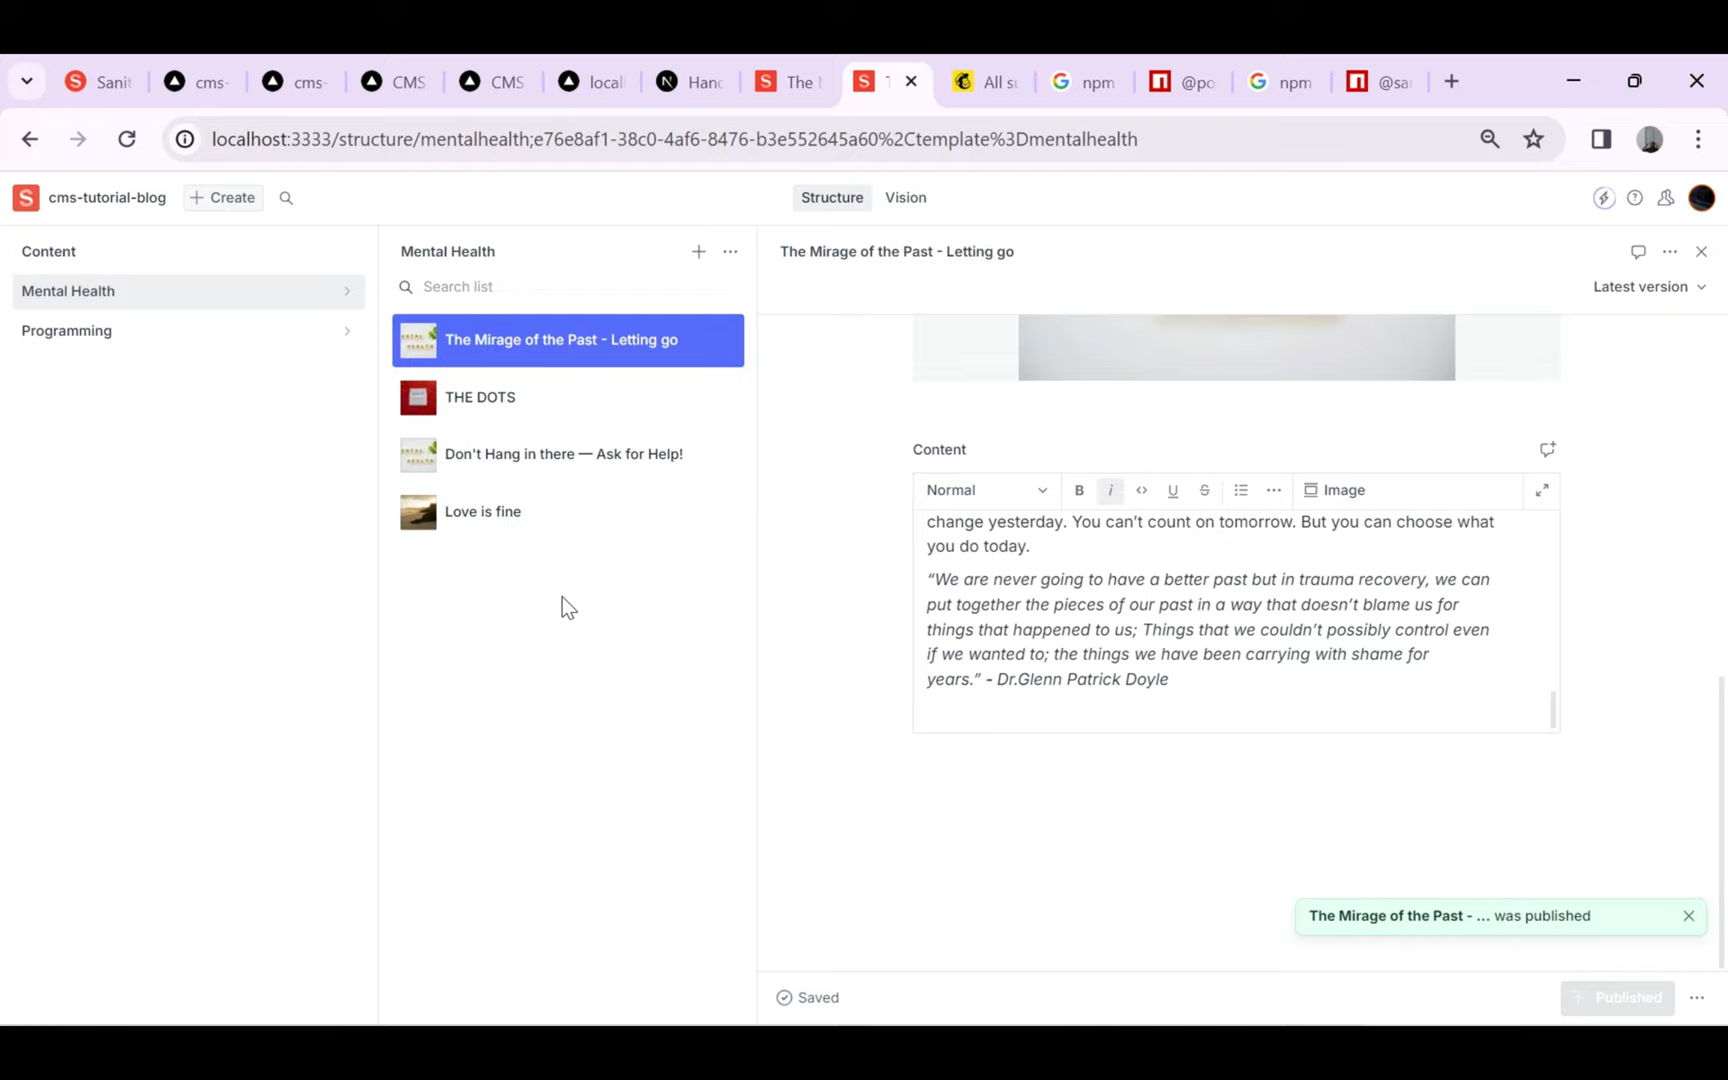 Sanit
cms-
cms-
CMS
CMS
locali
Hand
The M
T
All su
npm
@po
npm
@sa
localhost:3333/structure/mentalhealth;e76e8af1-38c0-4af6-8476-b3e552645a60%2Ctemplate%3Dmentalhealth
cms-tutorial-blog
Create
Structure
Vision
Content
Mental Health
Programming
Mental Health
Search list
The Mirage of the Past - Letting go
THE DOTS
Don't Hang in there — Ask for Help!
Love is fine
The Mirage of the Past - Letting go
Latest version
Content
Normal
B
i
U
S
Image
change yesterday. You can’t count on tomorrow. But you can choose what
you do today.
“We are never going to have a better past but in trauma recovery, we can
put together the pieces of our past in a way that doesn’t blame us for
things that happened to us; Things that we couldn’t possibly control even
if we wanted to; the things we have been carrying with shame for
years.” - Dr.Glenn Patrick Doyle
The Mirage of the Past - ... was published
Saved
Published